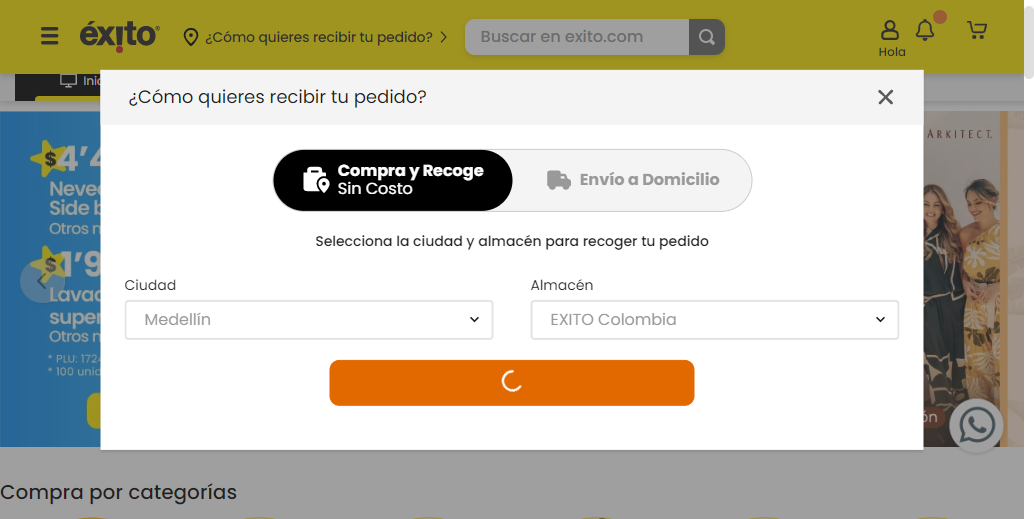 éxito
¿Cómo quieres recibir tu pedido?
Buscar en exito.com
Hola
Inic
¿Cómo quieres recibir tu pedido?
Compra y Recoge
Sin Costo
Envío a Domicilio
Selecciona la ciudad y almacén para recoger tu pedido
Ciudad
Almacén
Medellín
EXITO Colombia
$4'4
Neve
Side b
Otros m
$1'9
Lavad
super
Otros n
* PLU: 1724
* 100 unid
ARKITECT.
ón
Compra por categorías